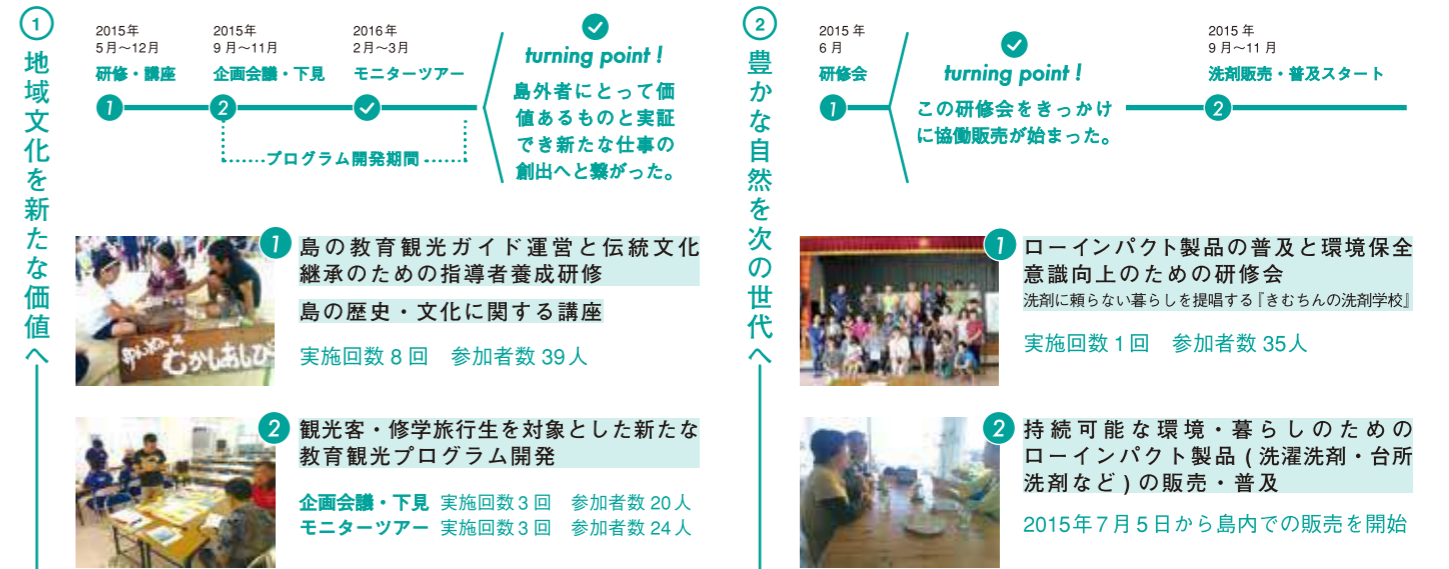 1
地域文化を新たな価値へ
2015年
5月～12月
研修・講座
2015年
9月～11月
企画会議・下見
2016年
2月～3月
モニターツアー
1
2
プログラム開発期間
turning point !
島外者にとって価
値あるものと実証
でき新たな仕事の
創出へと繋がった。
1
島の教育観光ガイド運営と伝統文化
継承のための指導者養成研修
島の歴史・文化に関する講座
実施回数 8 回　参加者数 39人
むかしあしび
2
観光客・修学旅行生を対象とした新たな
教育観光プログラム開発
企画会議・下見 実施回数 3 回　参加者数 20人
モニターツアー 実施回数 3 回　参加者数 24人
2
豊かな自然を次の世代へ
2015 年
6 月
研修会
1
turning point !
この研修会をきっかけ
に協働販売が始まった。
2015 年
9 月～11 月
洗剤販売・普及スタート
2
1
ローインパクト製品の普及と環境保全
意識向上のための研修会
洗剤に頼らない暮らしを提唱する『きむちんの洗剤学校』
実施回数 1 回　参加者数 35人
2
持続可能な環境・暮らしのための
ローインパクト製品 ( 洗濯洗剤・台所
洗剤など ) の販売・普及
2015年７月５日から島内での販売を開始